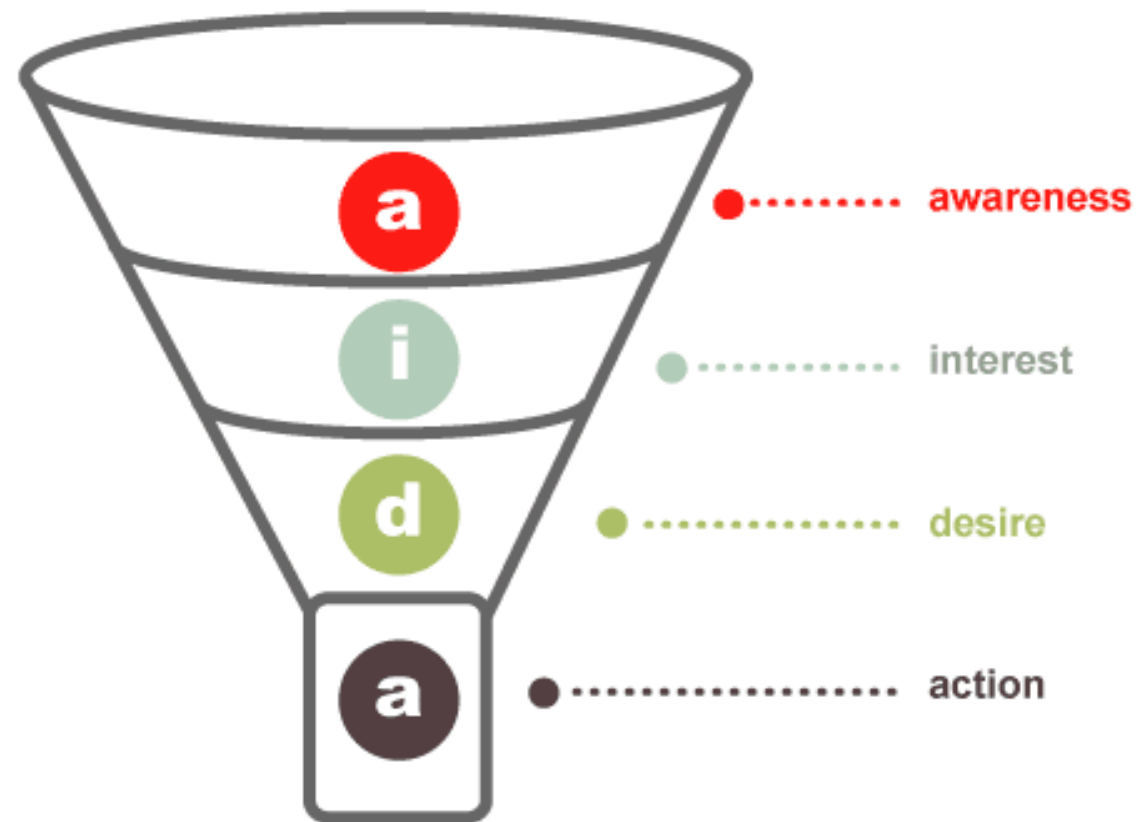 a
awareness
i
interest
d
desire
a
action